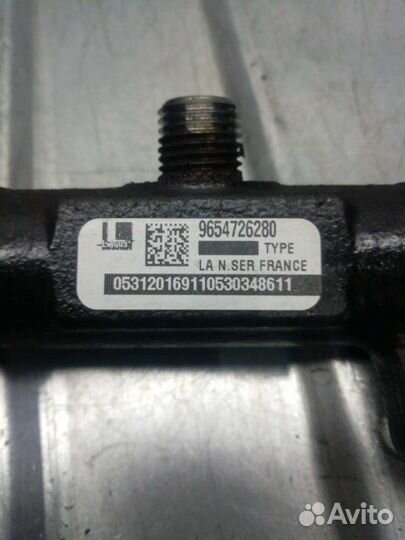 9654726280
TYPE
LA N.SER FRANCE
053120169110530348611
Avito